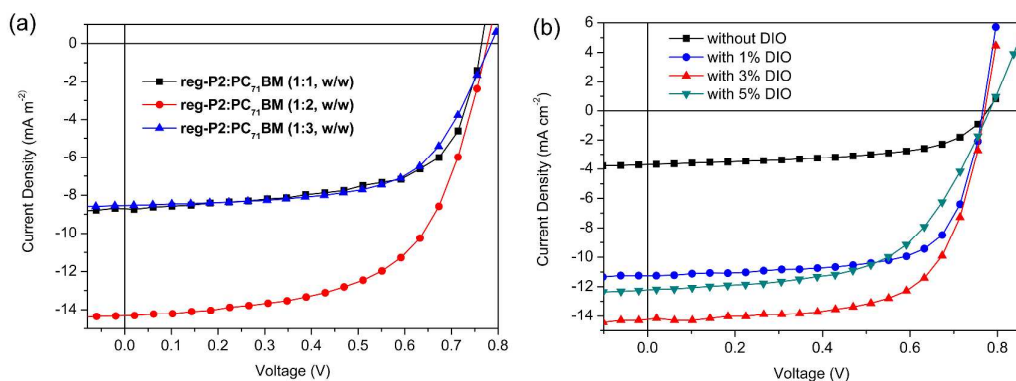 (a)
Current Density (mA m⁻²)
0
-2
-4
-6
-8
-10
-12
-14
reg-P2:PC₇₁BM (1:1, w/w)
reg-P2:PC₇₁BM (1:2, w/w)
reg-P2:PC₇₁BM (1:3, w/w)
0.0 0.1 0.2 0.3 0.4 0.5 0.6 0.7 0.8
Voltage (V)
(b)
Current Density (mA cm⁻²)
6
4
2
0
-2
-4
-6
-8
-10
-12
-14
without DIO
with 1% DIO
with 3% DIO
with 5% DIO
0.0 0.2 0.4 0.6 0.8
Voltage (V)